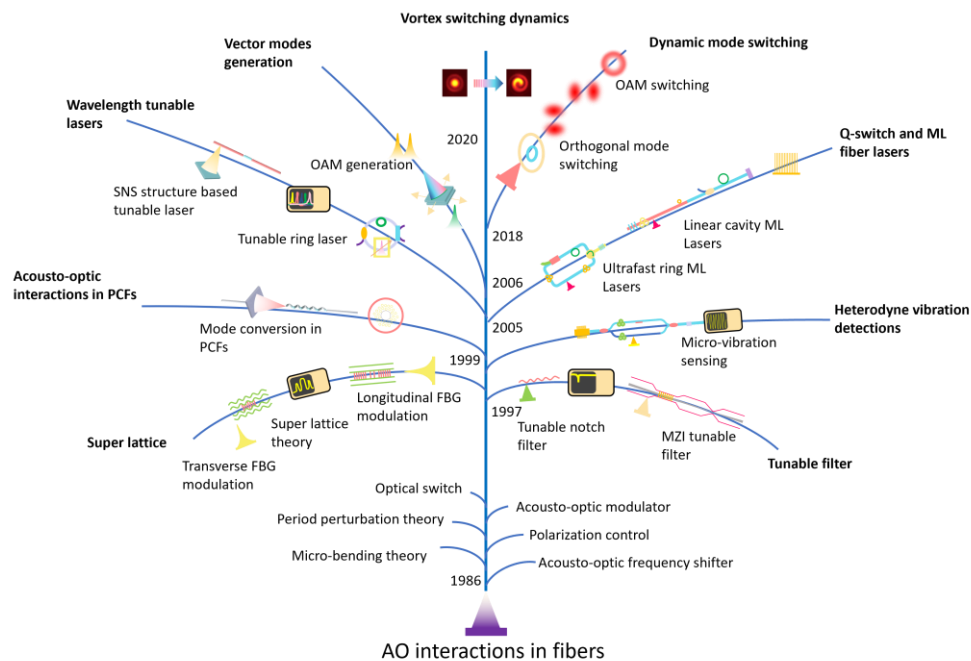 Vortex switching dynamics
Vector modes
generation
Dynamic mode switching
OAM switching
Wavelength tunable
lasers
2020
Orthogonal mode
switching
Q-switch and ML
fiber lasers
OAM generation
SNS structure based
tunable laser
Linear cavity ML
Lasers
Tunable ring laser
2018
Ultrafast ring ML
Lasers
Acousto-optic
interactions in PCFs
2006
Heterodyne vibration
detections
Mode conversion in
PCFs
2005
Micro-vibration
sensing
1999
Longitudinal FBG
modulation
1997
Super lattice
theory
Tunable notch
filter
MZI tunable
filter
Super lattice
Transverse FBG
modulation
Tunable filter
Optical switch
Acousto-optic modulator
Period perturbation theory
Polarization control
Micro-bending theory
Acousto-optic frequency shifter
1986
AO interactions in fibers